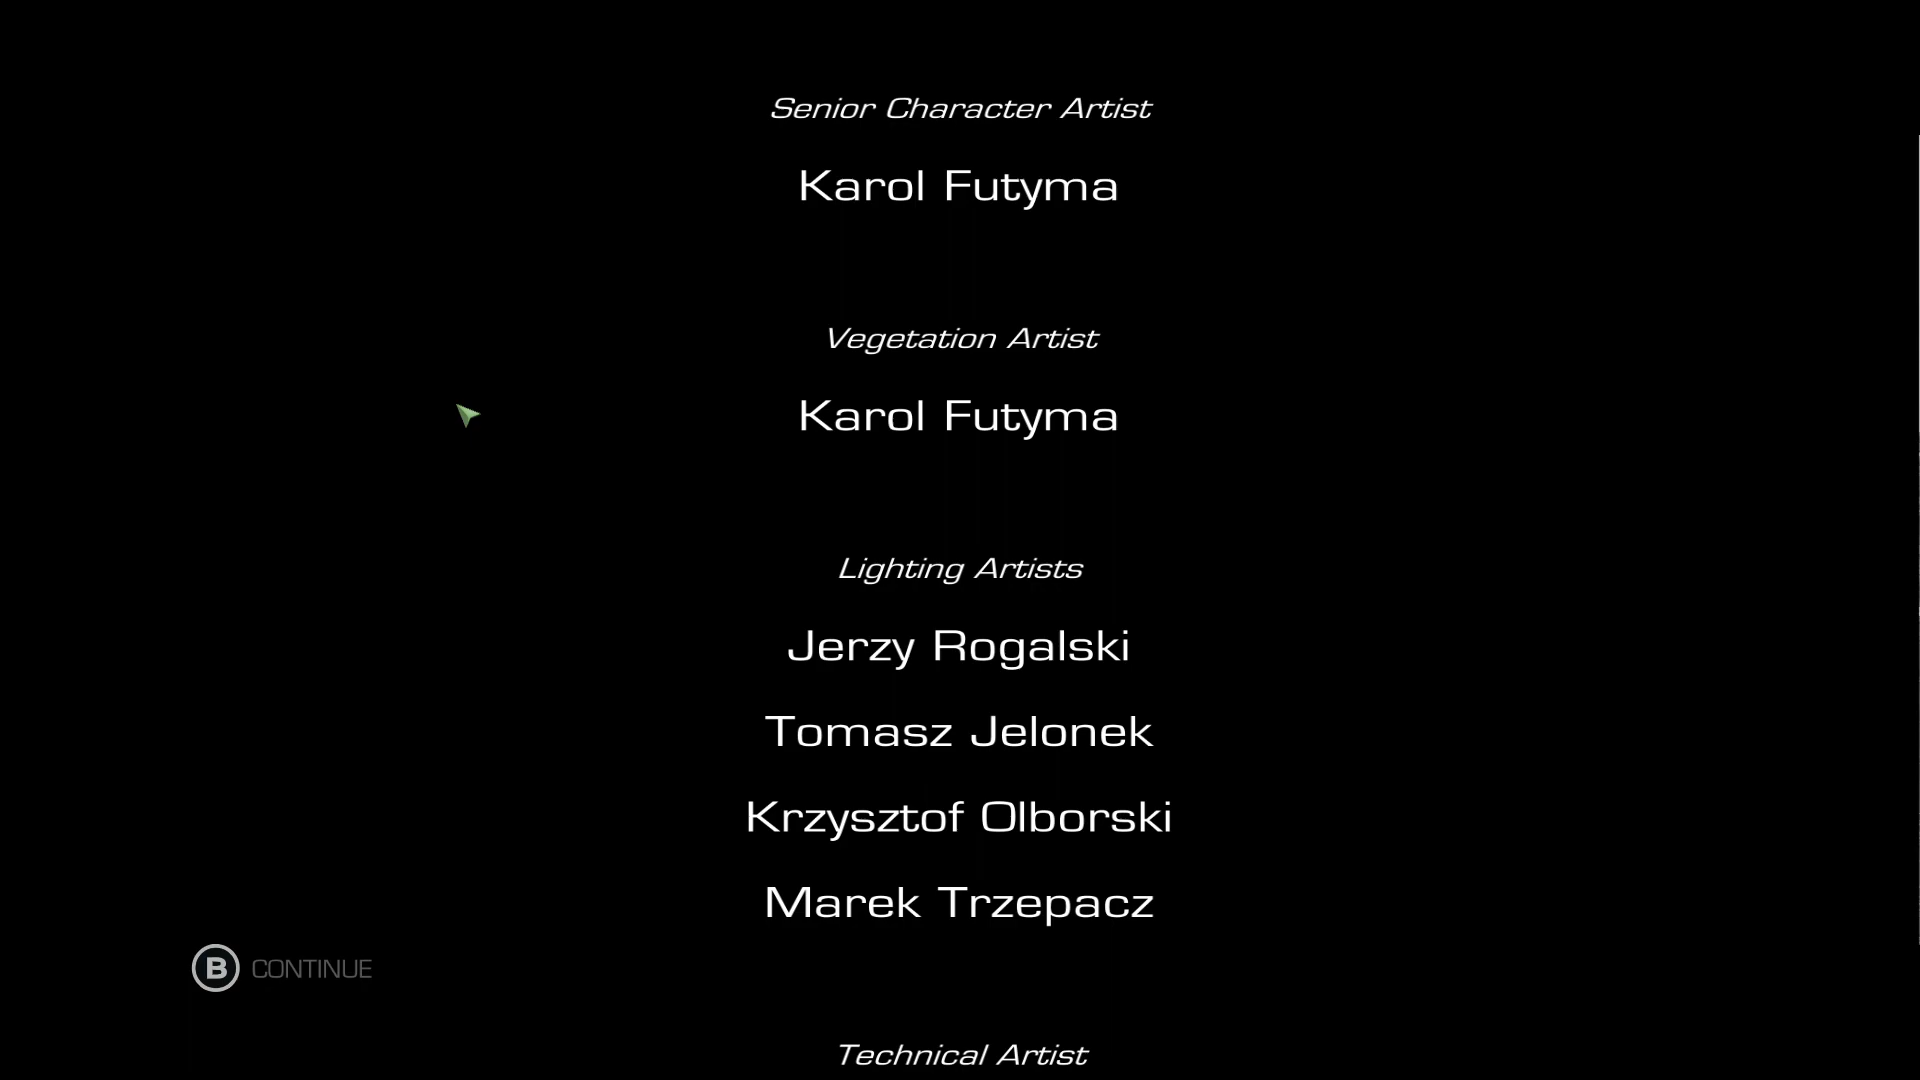 Senior Character Artist
Karol Futyma
Vegetation Artist
Karol Futyma
Lighting Artists
Jerzy Rogalski
Tomasz Jelonek
Krzysztof Olborski
Marek Trzepacz
B CONTINUE
Technical Artist